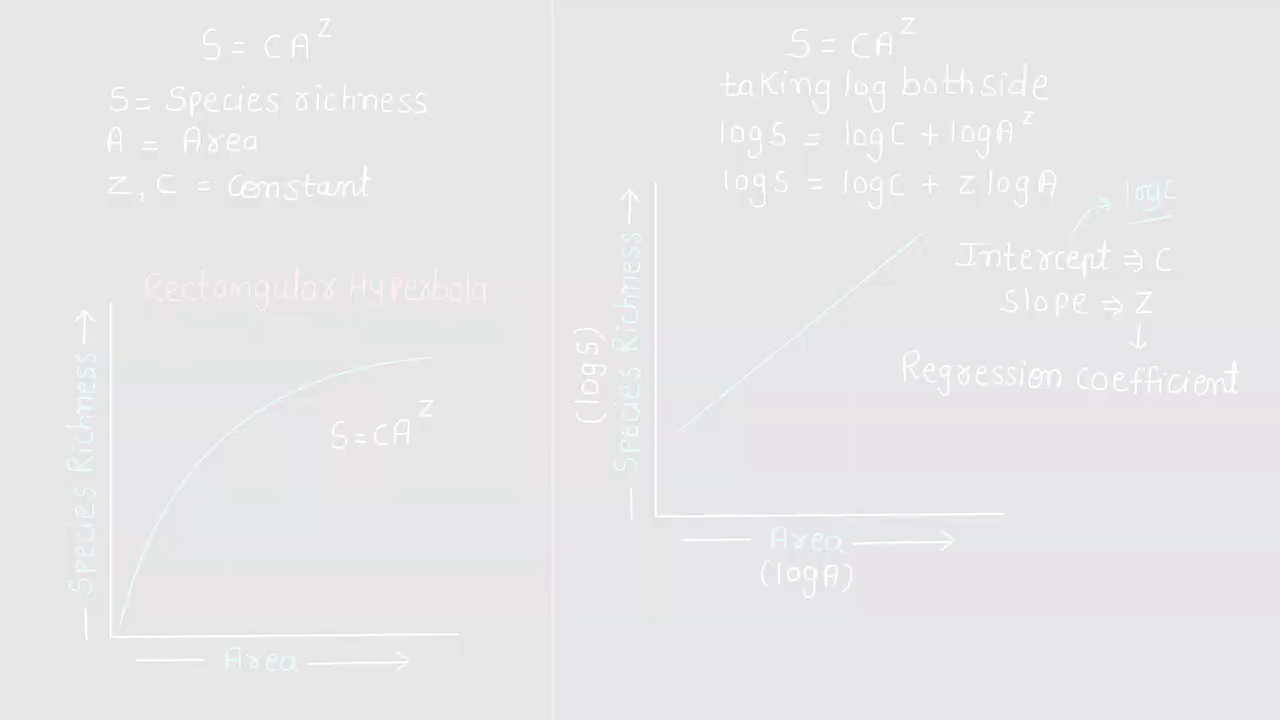 S = CA^Z
S = Species richness
A = Area
Z, C = Constant
Rectangular Hyperbola
Species Richness
S = CA^Z
Area
S = CA^Z
taking log bothside
log S = log C + log A^Z
log S = log C + Z log A
log C
Intercept ⇒ C
Slope ⇒ Z
Regression coefficient
(log S)
Species Richness
Area
(log A)